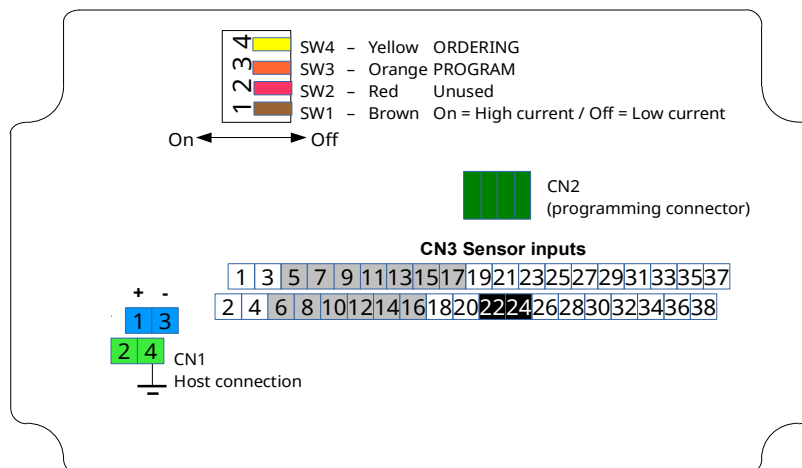 4 SW4 – Yellow ORDERING
3 SW3 – Orange PROGRAM
2 SW2 – Red Unused
1 SW1 – Brown On = High current / Off = Low current
On Off
CN2
(programming connector)
CN3 Sensor inputs
1 3 5 7 9 11 13 15 17 19 21 23 25 27 29 31 33 35 37
2 4 6 8 10 12 14 16 18 20 22 24 26 28 30 32 34 36 38
+ -
1 3
2 4
CN1
Host connection